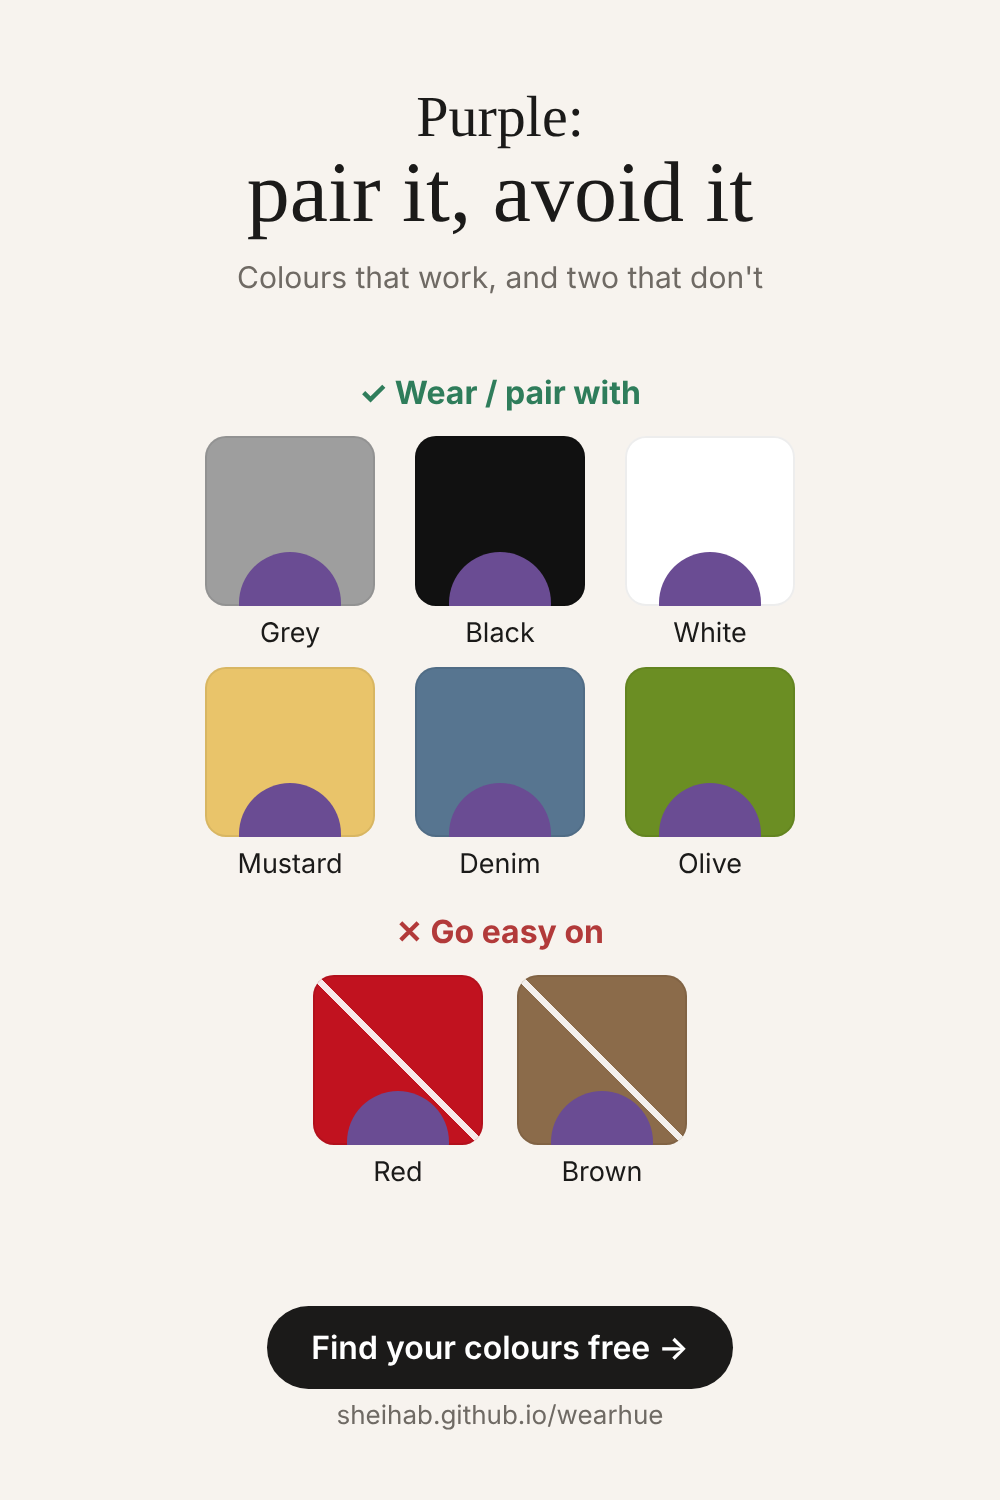 Purple:
pair it, avoid it
Colours that work, and two that don't
✓ Wear / pair with
Grey
Black
White
Mustard
Denim
Olive
✕ Go easy on
Red
Brown
Find your colours free →
sheihab.github.io/wearhue